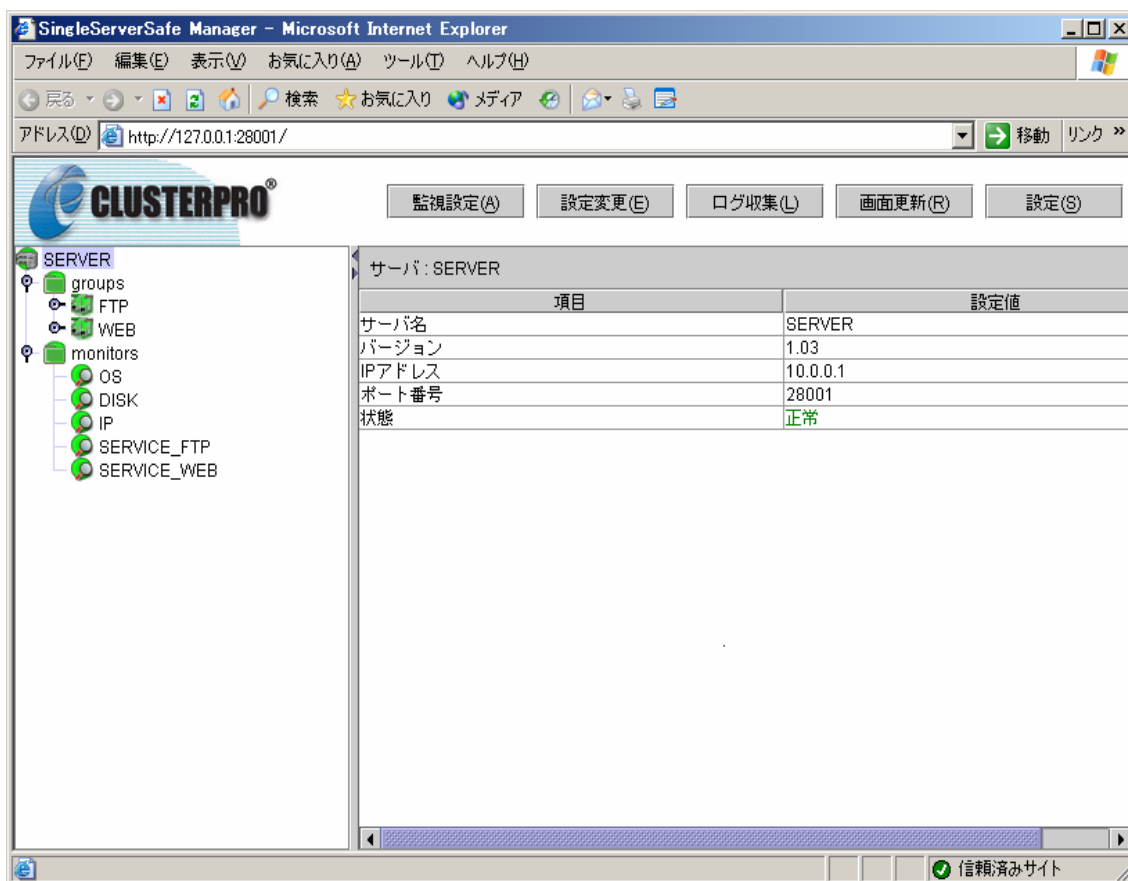 SingleServerSafe Manager - Microsoft Internet Explorer
ファイル(F) 編集(E) 表示(V) お気に入り(A) ツール(T) ヘルプ(H)
戻る 検索 お気に入り メディア
アドレス(D) http://127.0.0.1:28001/ 移動 リンク »
CLUSTERPRO® 監視設定(A) 設定変更(E) ログ収集(L) 画面更新(R) 設定(S)
SERVER
groups
FTP
WEB
monitors
OS
DISK
IP
SERVICE_FTP
SERVICE_WEB
サーバ : SERVER
項目 設定値
サーバ名 SERVER
バージョン 1.03
IPアドレス 10.0.0.1
ポート番号 28001
状態 正常
信頼済みサイト